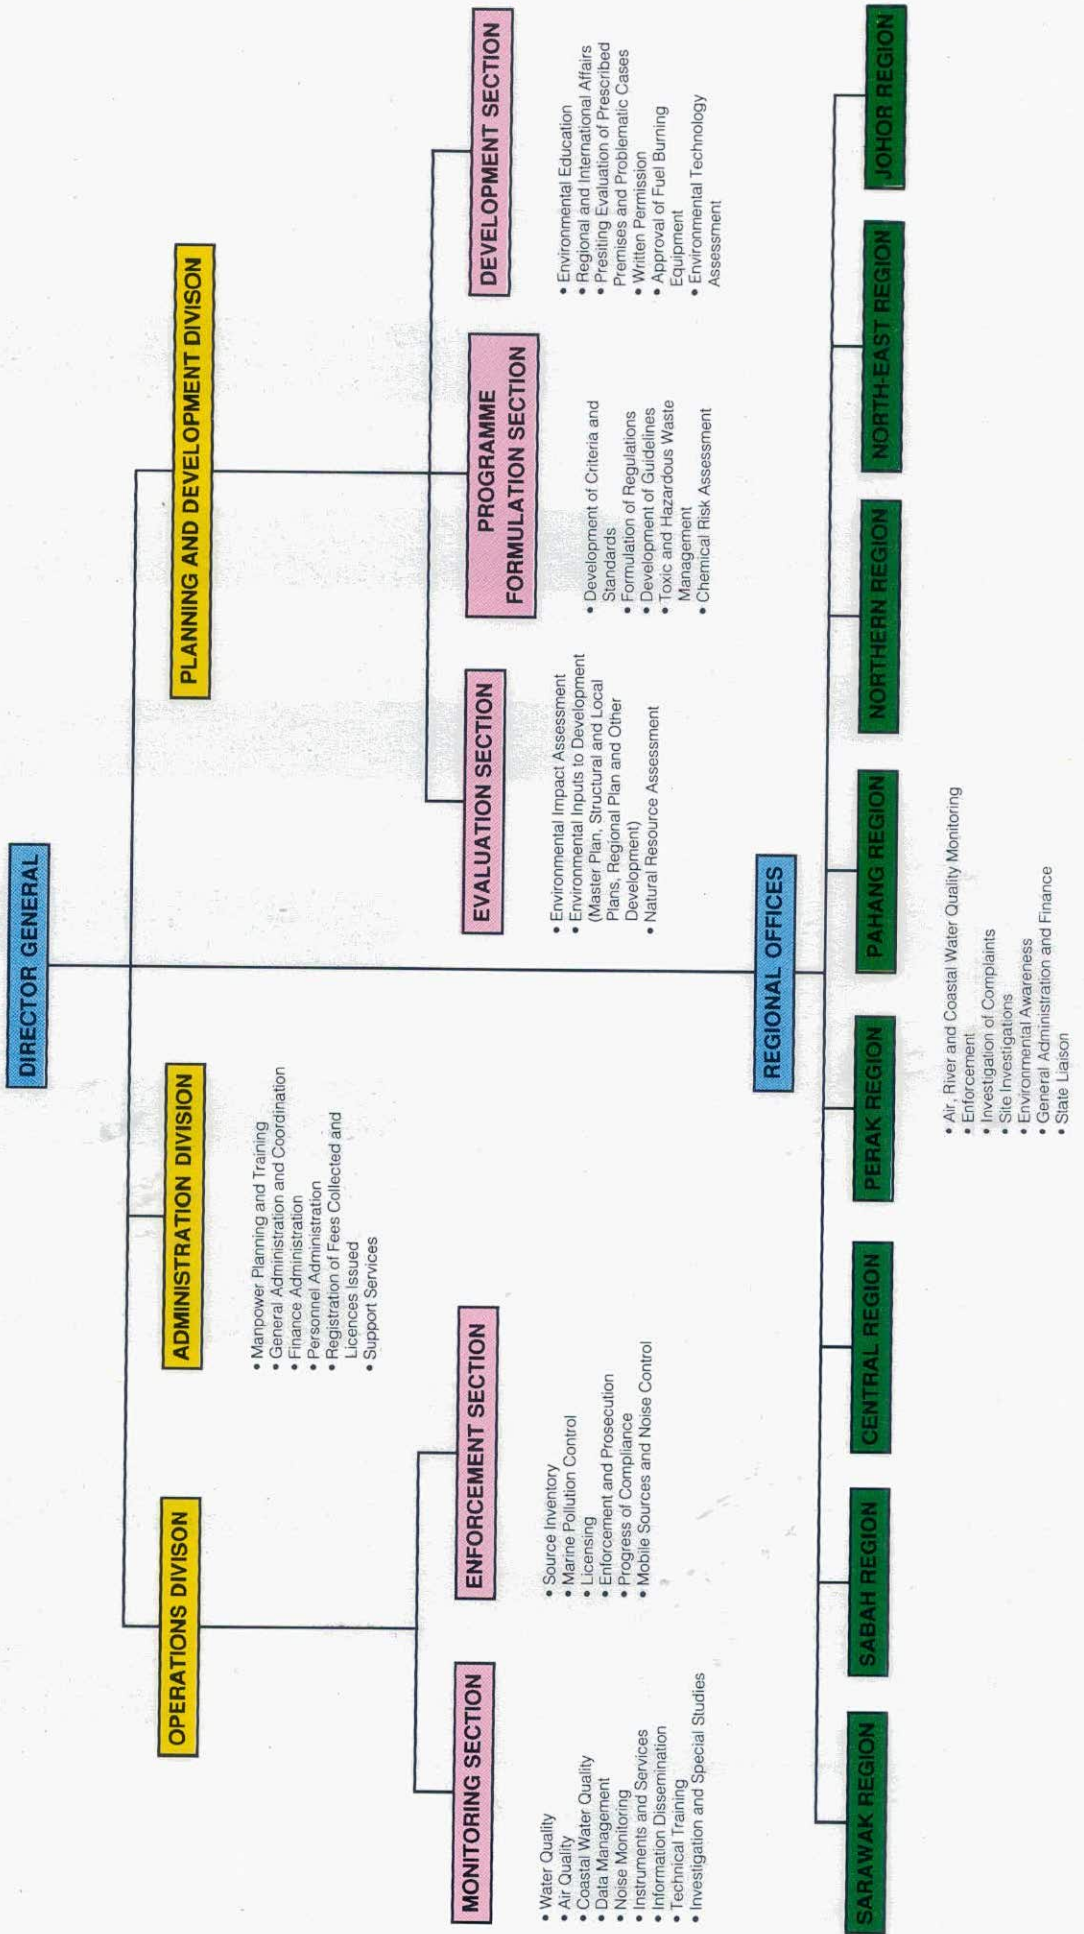 DIRECTOR GENERAL
OPERATIONS DIVISON
ADMINISTRATION DIVISION
PLANNING AND DEVELOPMENT DIVISON
• Manpower Planning and Training
• General Administration and Coordination
• Finance Administration
• Personnel Administration
• Registration of Fees Collected and
Licences Issued
• Support Services
MONITORING SECTION
• Water Quality
• Air Quality
• Coastal Water Quality
• Data Management
• Noise Monitoring
• Instruments and Services
• Information Dissemination
• Technical Training
• Investigation and Special Studies
ENFORCEMENT SECTION
• Source Inventory
• Marine Pollution Control
• Licensing
• Enforcement and Prosecution
• Progress of Compliance
• Mobile Sources and Noise Control
EVALUATION SECTION
• Environmental Impact Assessment
• Environmental Inputs to Development
(Master Plan, Structural and Local
Plans, Regional Plan and Other
Development)
• Natural Resource Assessment
PROGRAMME
FORMULATION SECTION
• Development of Criteria and
Standards
• Formulation of Regulations
• Development of Guidelines
• Toxic and Hazardous Waste
Management
• Chemical Risk Assessment
DEVELOPMENT SECTION
• Environmental Education
• Regional and International Affairs
• Presiting Evaluation of Prescribed
Premises and Problematic Cases
• Written Permission
• Approval of Fuel Burning
Equipment
• Environmental Technology
Assessment
REGIONAL OFFICES
SARAWAK REGION
SABAH REGION
CENTRAL REGION
PERAK REGION
PAHANG REGION
NORTHERN REGION
NORTH-EAST REGION
JOHOR REGION
• Air, River and Coastal Water Quality Monitoring
• Enforcement
• Investigation of Complaints
• Site Investigations
• Environmental Awareness
• General Administration and Finance
• State Liaison